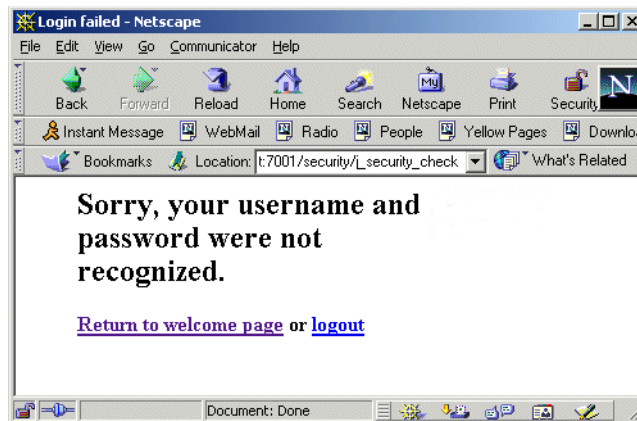 Login failed - Netscape
File Edit View Go Communicator Help
Back Forward Reload Home Search Netscape Print Security
My
N
Instant Message WebMail Radio People Yellow Pages Downlo
Bookmarks Location: t:7001/security/j_security_check What's Related
Sorry, your username and
password were not
recognized.
Return to welcome page or logout
Document: Done